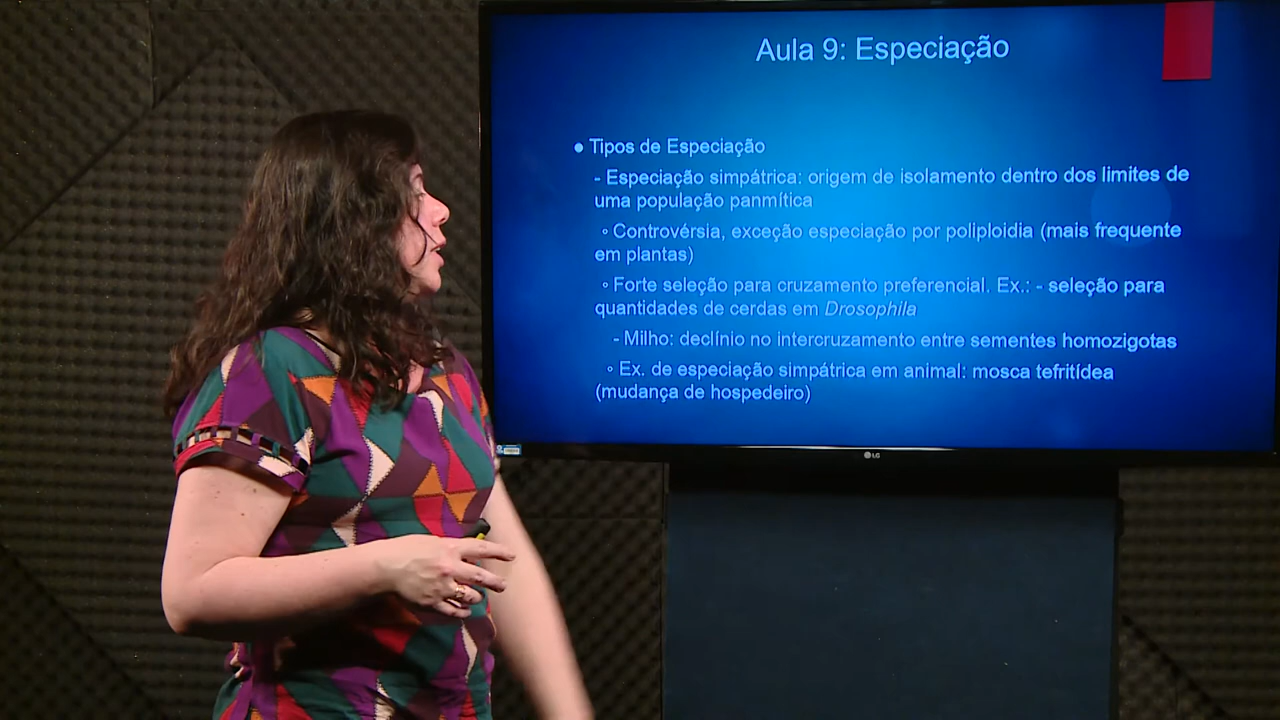 Aula 9: Especiação
● Tipos de Especiação
- Especiação simpátrica: origem de isolamento dentro dos limites de
uma população panmítica
◦ Controvérsia, exceção especiação por poliploidia (mais frequente
em plantas)
◦ Forte seleção para cruzamento preferencial. Ex.: - seleção para
quantidades de cerdas em Drosophila
- Milho: declínio no intercruzamento entre sementes homozigotas
◦ Ex. de especiação simpátrica em animal: mosca tefritídea
(mudança de hospedeiro)
LG